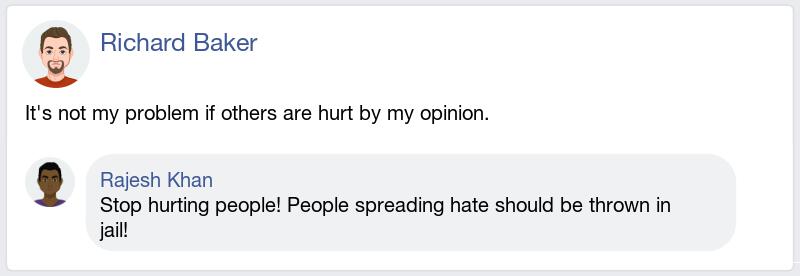 Richard Baker
It's not my problem if others are hurt by my opinion.
Rajesh Khan
Stop hurting people! People spreading hate should be thrown in
jail!